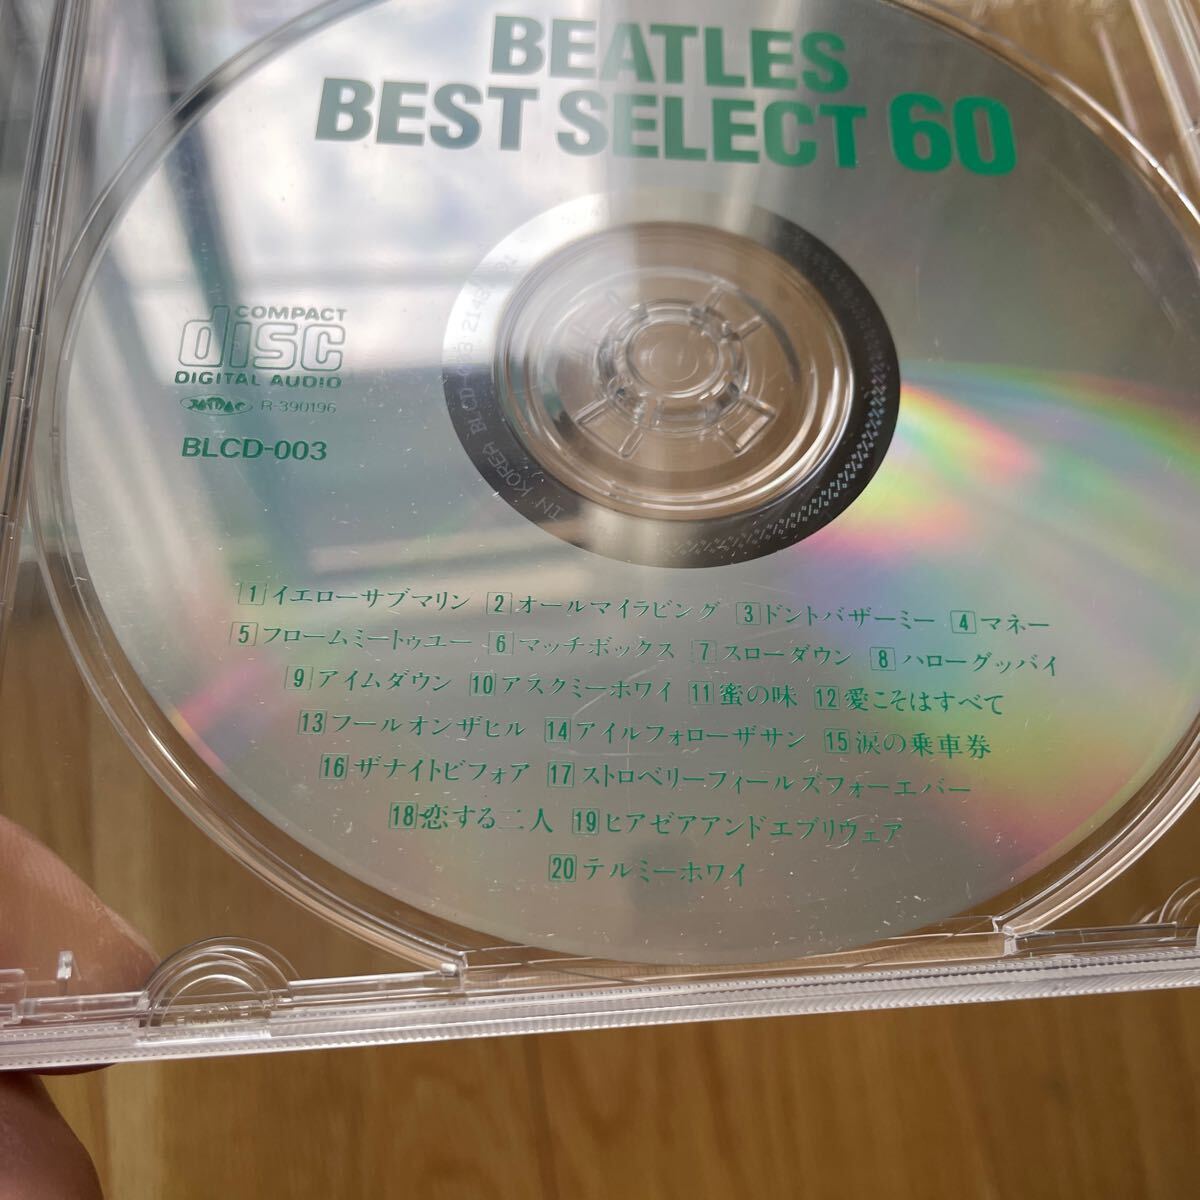 BEATLES
BEST SELECT 60
COMPACT
disc
DIGITAL AUDIO
R-390196
BLCD-003
IN KOREA
1 イエローサブマリン 2 オールマイラビング 3 ドントバザーミー 4 マネー
5 フロームミートゥユー 6 マッチボックス 7 スローダウン 8 ハローグッバイ
9 アイムダウン 10 アスクミーホワイ 11 蜜の味 12 愛こそはすべて
13 フールオンザヒル 14 アイルフォローザサン 15 涙の乗車券
16 ザナイトビフォア 17 ストロベリーフィールズフォーエバー
18 恋する二人 19 ヒアゼアアンドエブリウェア
20 テルミーホワイ